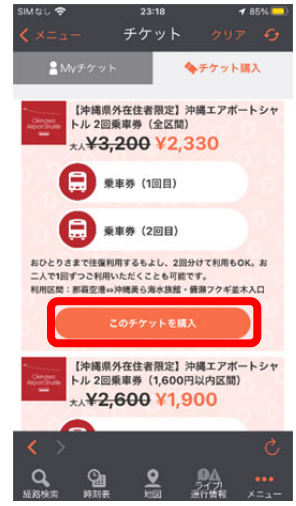 SIMなし 23:18 85%
メニュー チケット クリア
Myチケット チケット購入
Okinawa Airport Shuttle
【沖縄県外在住者限定】沖縄エアポートシャ
トル 2回乗車券（全区間）
大人¥3,200 ¥2,330
乗車券（1回目）
乗車券（2回目）
おひとりさまで往復利用するもよし、2回分けて利用もOK。お
二人で1回ずつご利用いただくことも可能です。
利用区間：那覇空港⇔沖縄美ら海水族館・備瀬フクギ並木入口
このチケットを購入
Okinawa Airport Shuttle
【沖縄県外在住者限定】沖縄エアポートシャ
トル 2回乗車券（1,600円以内区間）
大人¥2,600 ¥1,900
経路検索 時刻表 地図 ライブ!運行情報 メニュー